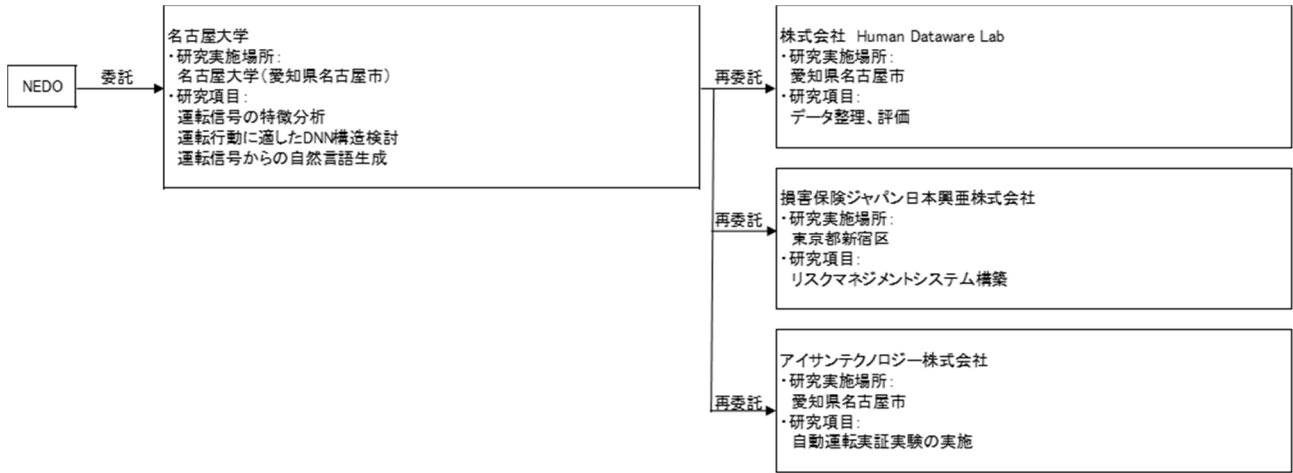 NEDO
委託
名古屋大学
・研究実施場所：
名古屋大学（愛知県名古屋市）
・研究項目：
運転信号の特徴分析
運転行動に適したDNN構造検討
運転信号からの自然言語生成
再委託
株式会社　Human Dataware Lab
・研究実施場所：
愛知県名古屋市
・研究項目：
データ整理、評価
再委託
損害保険ジャパン日本興亜株式会社
・研究実施場所：
東京都新宿区
・研究項目：
リスクマネジメントシステム構築
再委託
アイサンテクノロジー株式会社
・研究実施場所：
愛知県名古屋市
・研究項目：
自動運転実証実験の実施